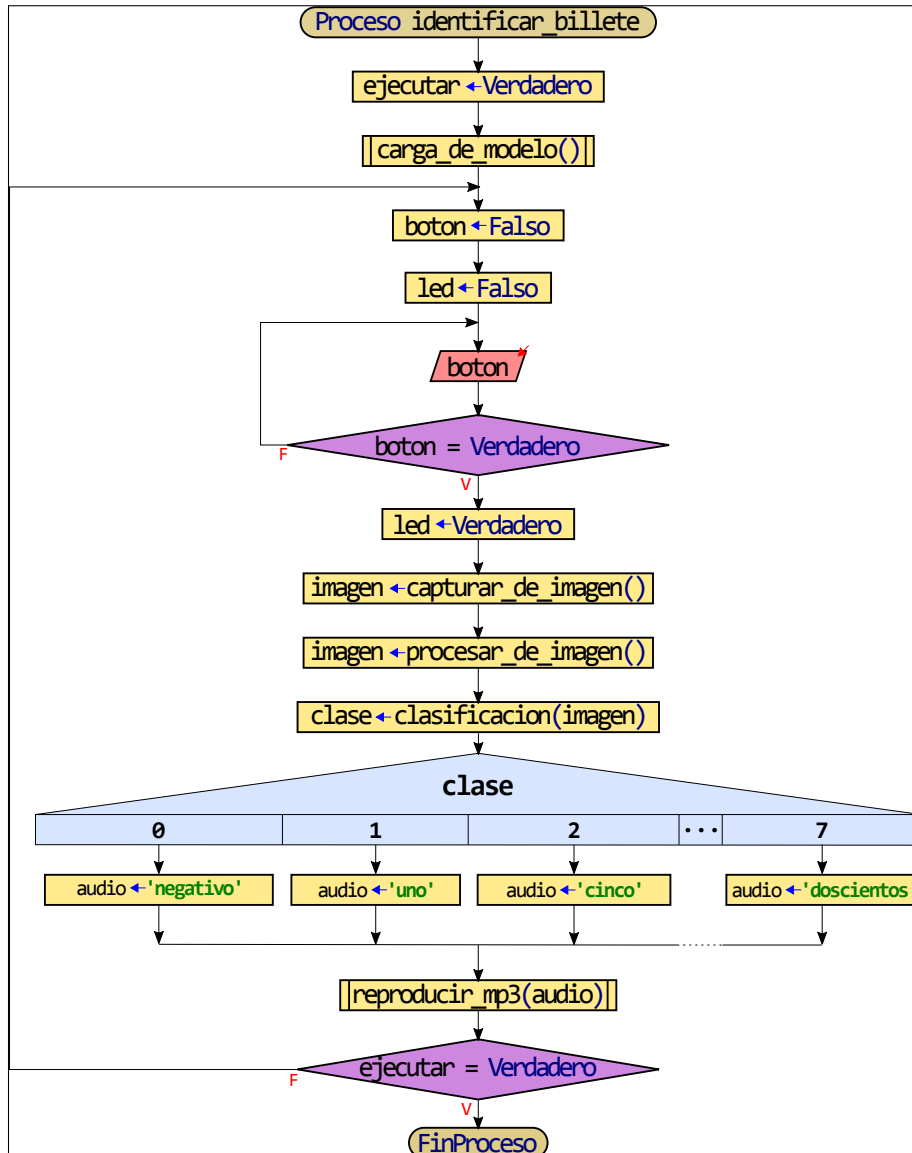 Proceso identificar_billete
ejecutar←Verdadero
carga_de_modelo()
boton←Falso
led←Falso
boton
boton = Verdadero
F
V
led←Verdadero
imagen←capturar_de_imagen()
imagen←procesar_de_imagen()
clase←clasificacion(imagen)
clase
0 1 2 ... 7
audio←'negativo' audio←'uno' audio←'cinco' audio←'doscientos
reproducir_mp3(audio)
ejecutar = Verdadero
F
V
FinProceso